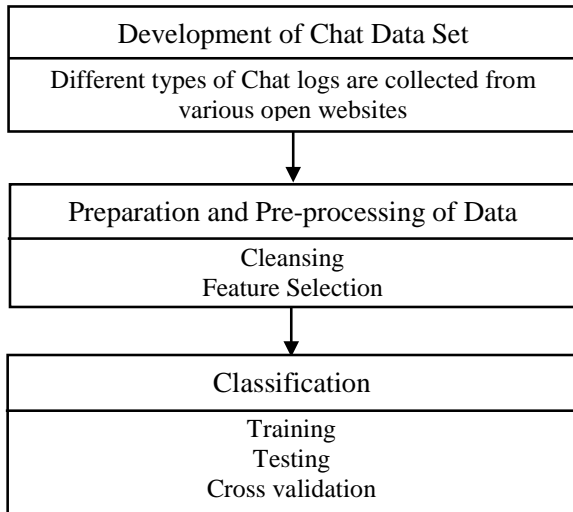 Development of Chat Data Set
Different types of Chat logs are collected from
various open websites
Preparation and Pre-processing of Data
Cleansing
Feature Selection
Classification
Training
Testing
Cross validation